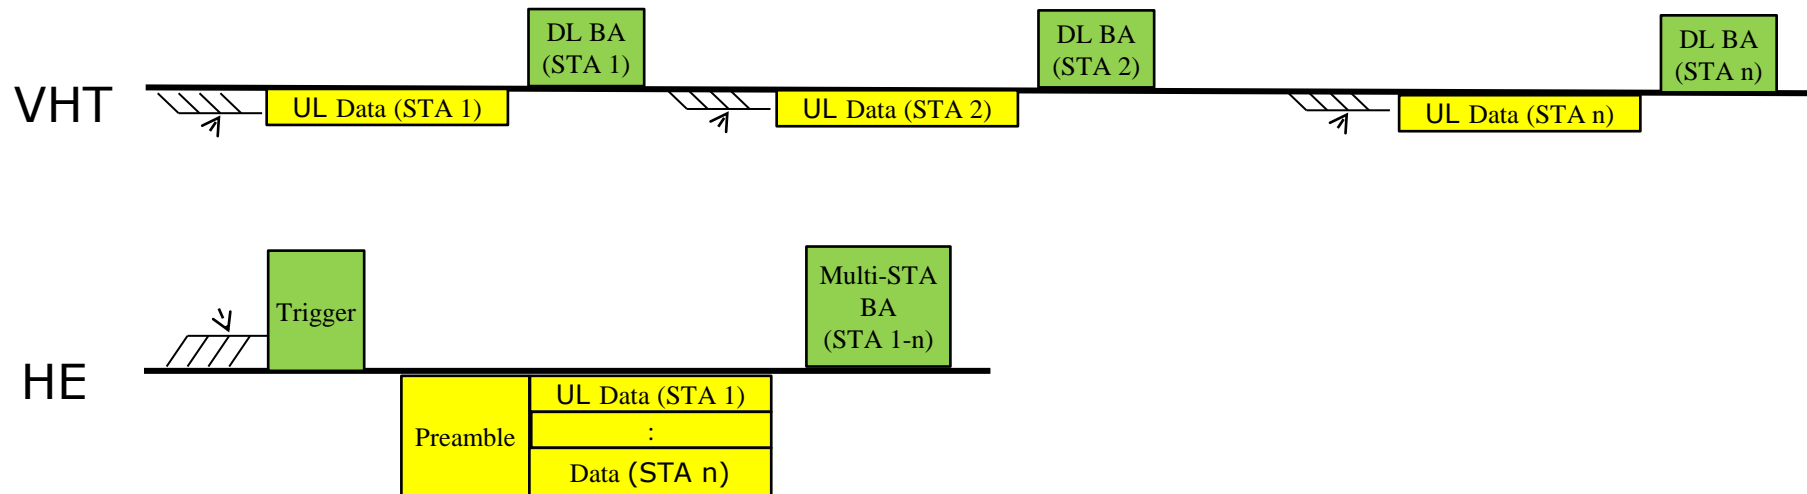 VHT
UL Data (STA 1)
DL BA
(STA 1)
UL Data (STA 2)
DL BA
(STA 2)
UL Data (STA n)
DL BA
(STA n)
HE
Trigger
Preamble
UL Data (STA 1)
:
Data (STA n)
Multi-STA
BA
(STA 1-n)